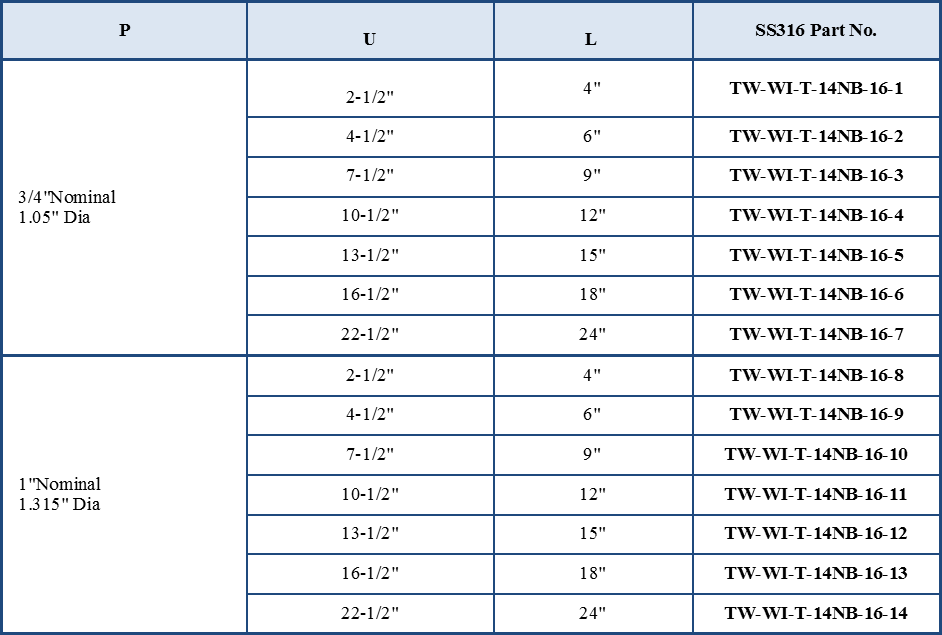 P U L SS316 Part No.
2-1/2" 4" TW-WI-T-14NB-16-1
4-1/2" 6" TW-WI-T-14NB-16-2
7-1/2" 9" TW-WI-T-14NB-16-3
3/4"Nominal
1.05" Dia
10-1/2" 12" TW-WI-T-14NB-16-4
13-1/2" 15" TW-WI-T-14NB-16-5
16-1/2" 18" TW-WI-T-14NB-16-6
22-1/2" 24" TW-WI-T-14NB-16-7
2-1/2" 4" TW-WI-T-14NB-16-8
4-1/2" 6" TW-WI-T-14NB-16-9
7-1/2" 9" TW-WI-T-14NB-16-10
1"Nominal
1.315" Dia
10-1/2" 12" TW-WI-T-14NB-16-11
13-1/2" 15" TW-WI-T-14NB-16-12
16-1/2" 18" TW-WI-T-14NB-16-13
22-1/2" 24" TW-WI-T-14NB-16-14